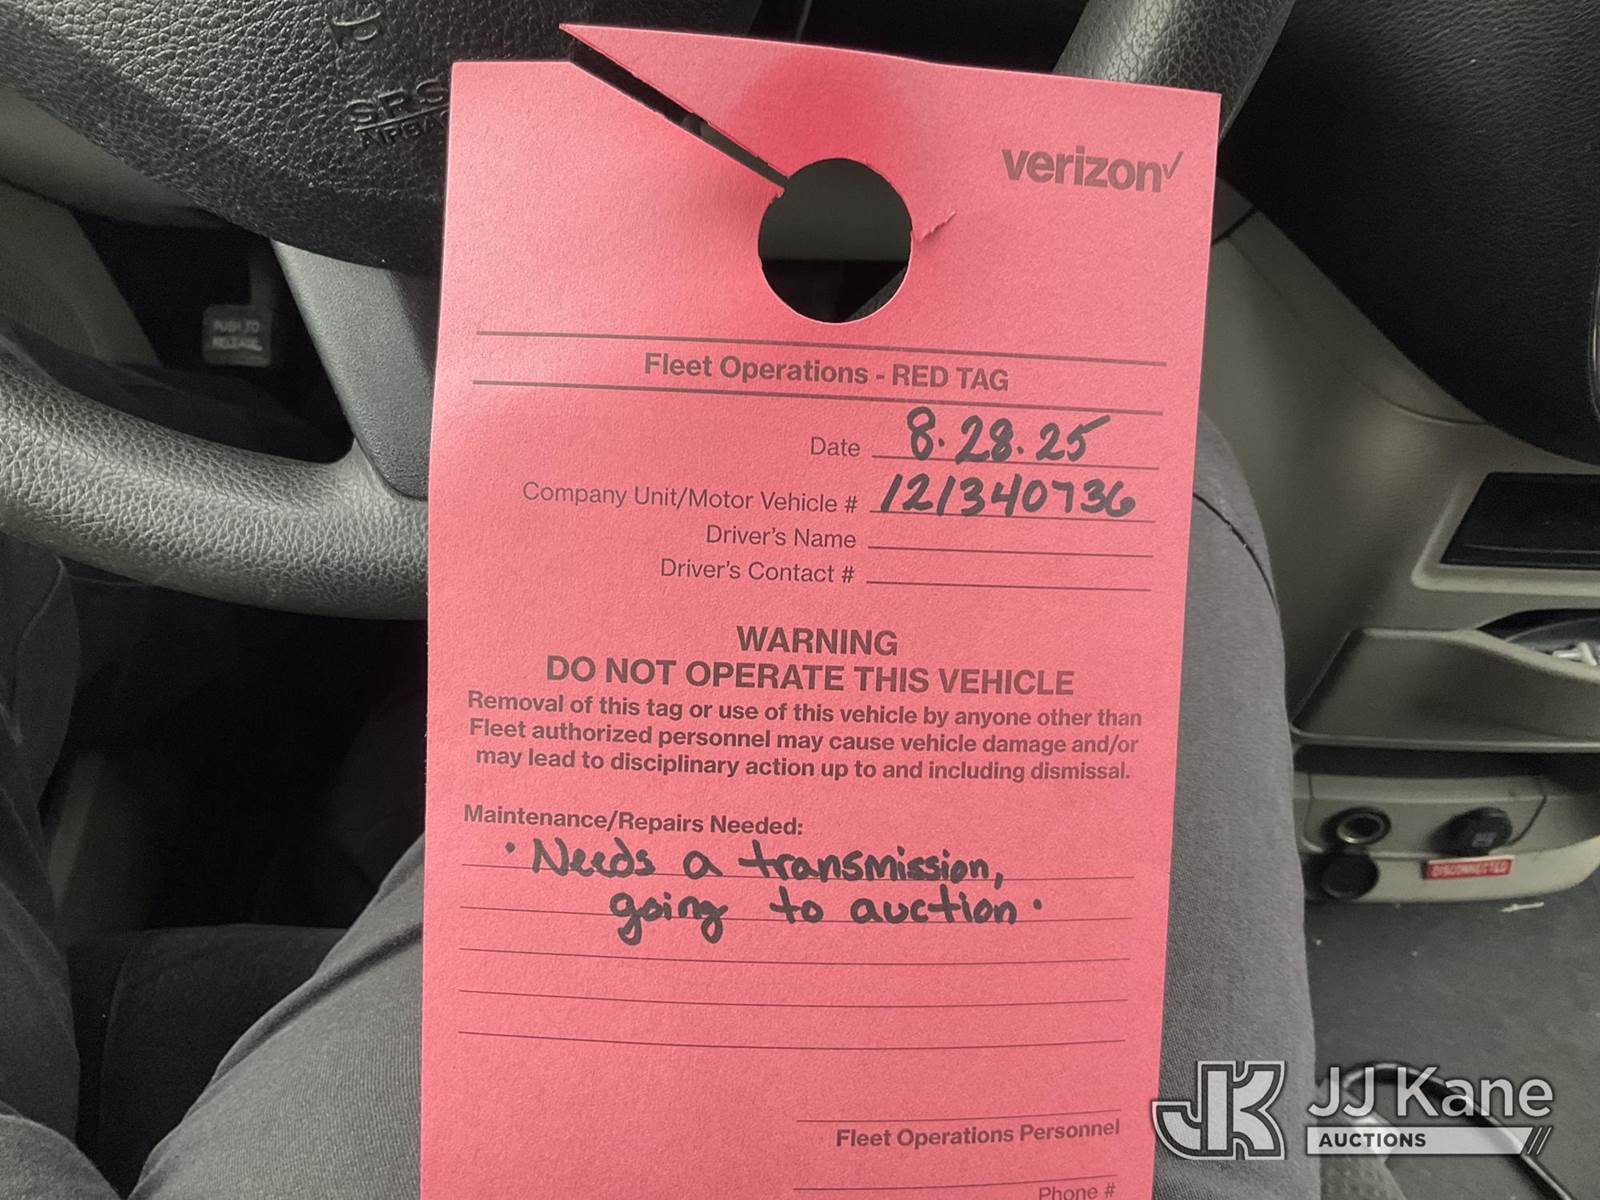 SRS
AIRBAG
PUSH TO
RELEASE
verizon✓
Fleet Operations - RED TAG
Date 8.28.25
Company Unit/Motor Vehicle # 121340736
Driver's Name
Driver's Contact #
WARNING
DO NOT OPERATE THIS VEHICLE
Removal of this tag or use of this vehicle by anyone other than
Fleet authorized personnel may cause vehicle damage and/or
may lead to disciplinary action up to and including dismissal.
Maintenance/Repairs Needed:
• Needs a transmission,
going to auction •
DISCONNECTED
Fleet Operations Personnel
Phone #
JK JJ Kane
AUCTIONS